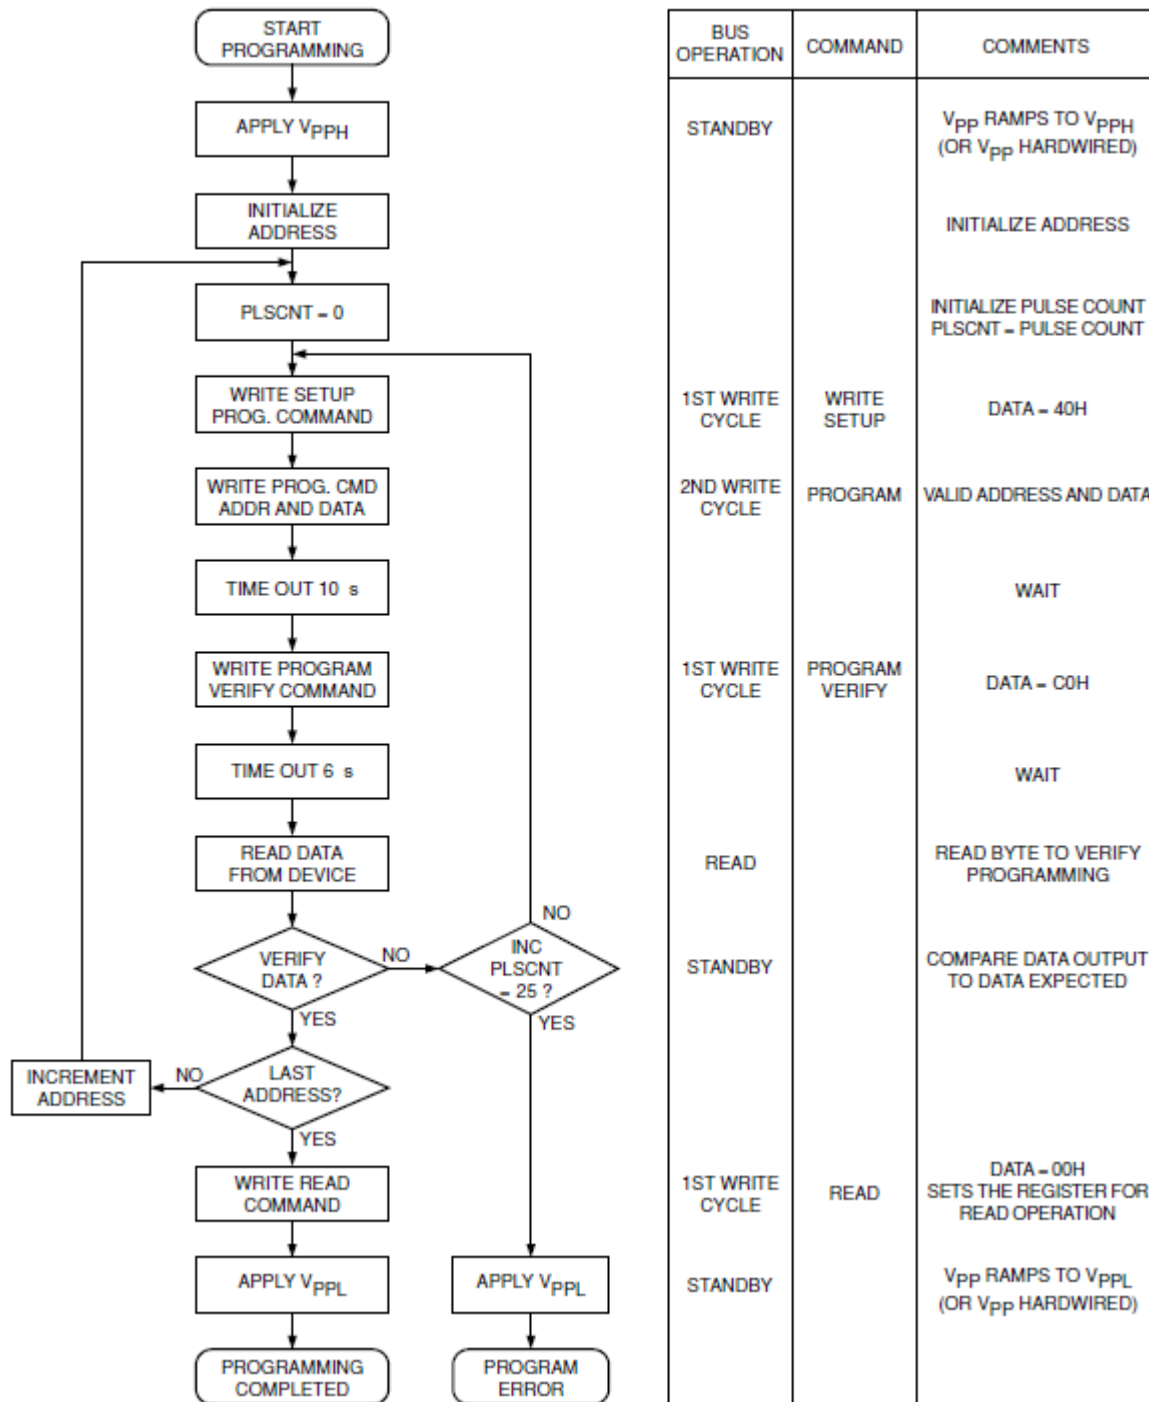 START
PROGRAMMING
APPLY VPPH
INITIALIZE
ADDRESS
PLSCNT = 0
WRITE SETUP
PROG. COMMAND
WRITE PROG. CMD
ADDR AND DATA
TIME OUT 10 s
WRITE PROGRAM
VERIFY COMMAND
TIME OUT 6 s
READ DATA
FROM DEVICE
VERIFY
DATA ?
NO
YES
INC
PLSCNT
= 25 ?
NO
YES
LAST
ADDRESS?
NO
YES
INCREMENT
ADDRESS
WRITE READ
COMMAND
APPLY VPPL
PROGRAMMING
COMPLETED
APPLY VPPL
PROGRAM
ERROR
BUS
OPERATION
COMMAND
COMMENTS
STANDBY
VPP RAMPS TO VPPH
(OR VPP HARDWIRED)
INITIALIZE ADDRESS
INITIALIZE PULSE COUNT
PLSCNT = PULSE COUNT
1ST WRITE
CYCLE
WRITE
SETUP
DATA = 40H
2ND WRITE
CYCLE
PROGRAM
VALID ADDRESS AND DATA
WAIT
1ST WRITE
CYCLE
PROGRAM
VERIFY
DATA = C0H
WAIT
READ
READ BYTE TO VERIFY
PROGRAMMING
STANDBY
COMPARE DATA OUTPUT
TO DATA EXPECTED
1ST WRITE
CYCLE
READ
DATA = 00H
SETS THE REGISTER FOR
READ OPERATION
STANDBY
VPP RAMPS TO VPPL
(OR VPP HARDWIRED)